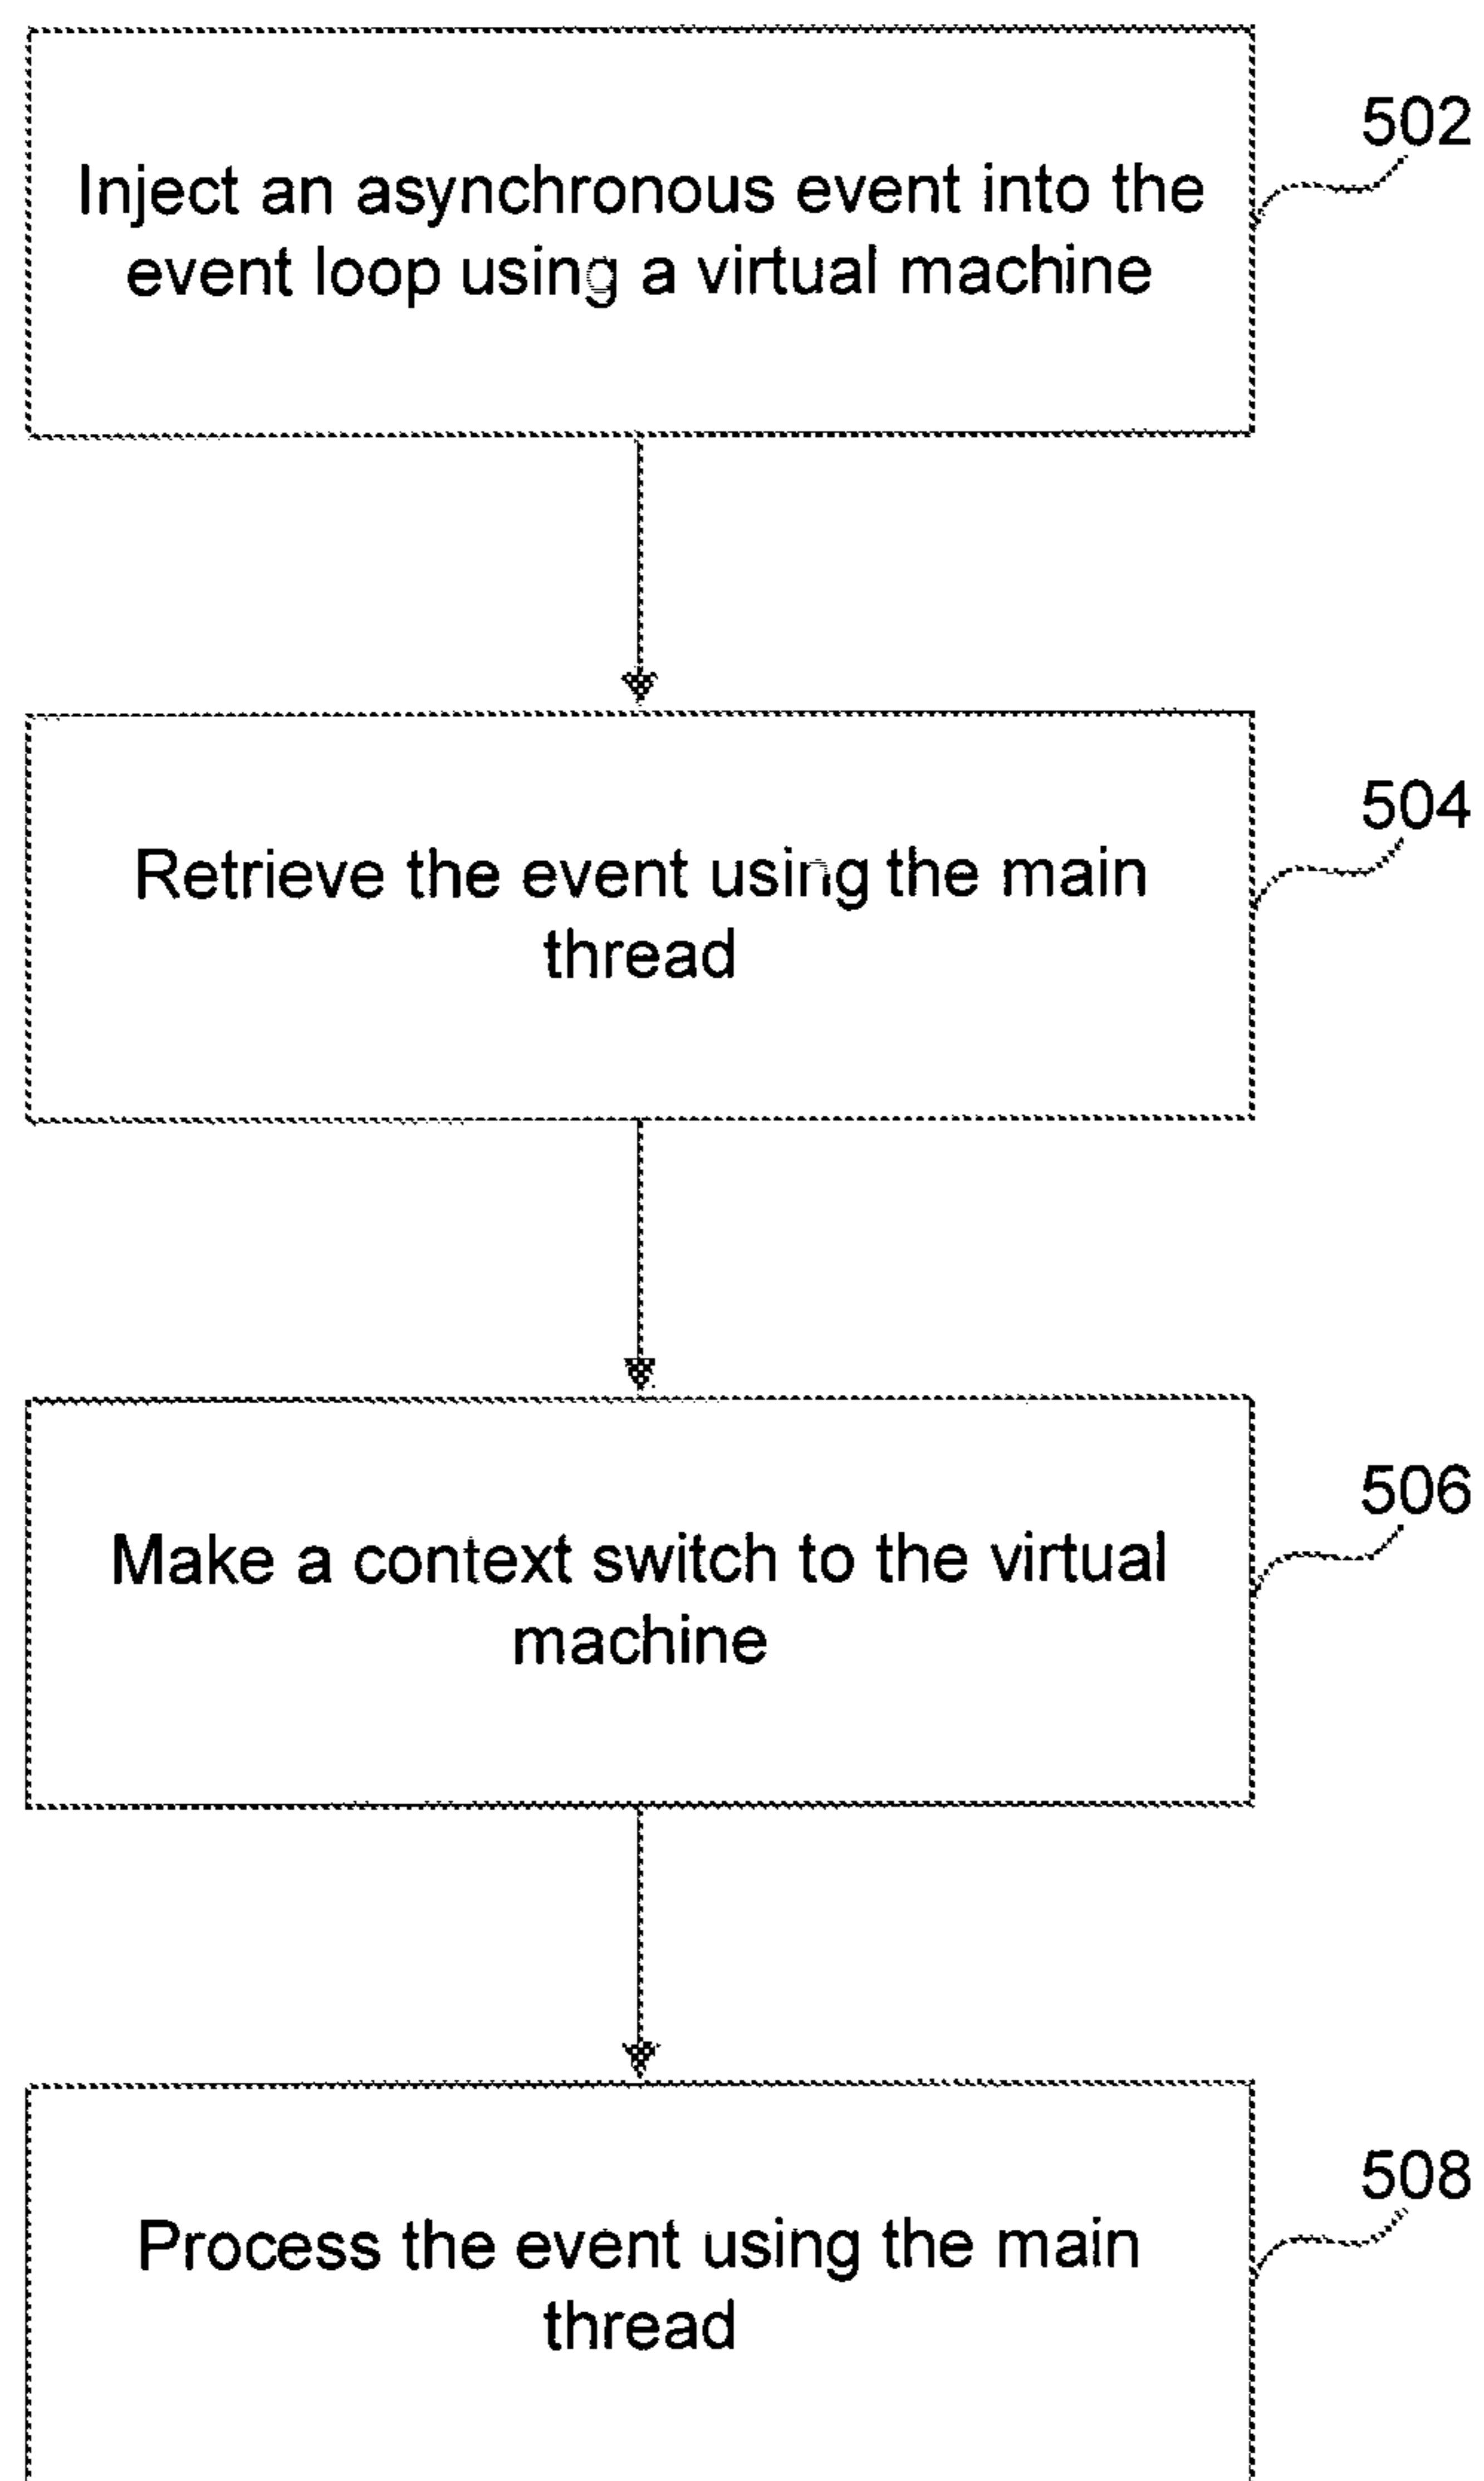 502
Inject an asynchronous event into the
event loop using a virtual machine
504
Retrieve the event using the main
thread
506
Make a context switch to the virtual
machine
508
Process the event using the main
thread